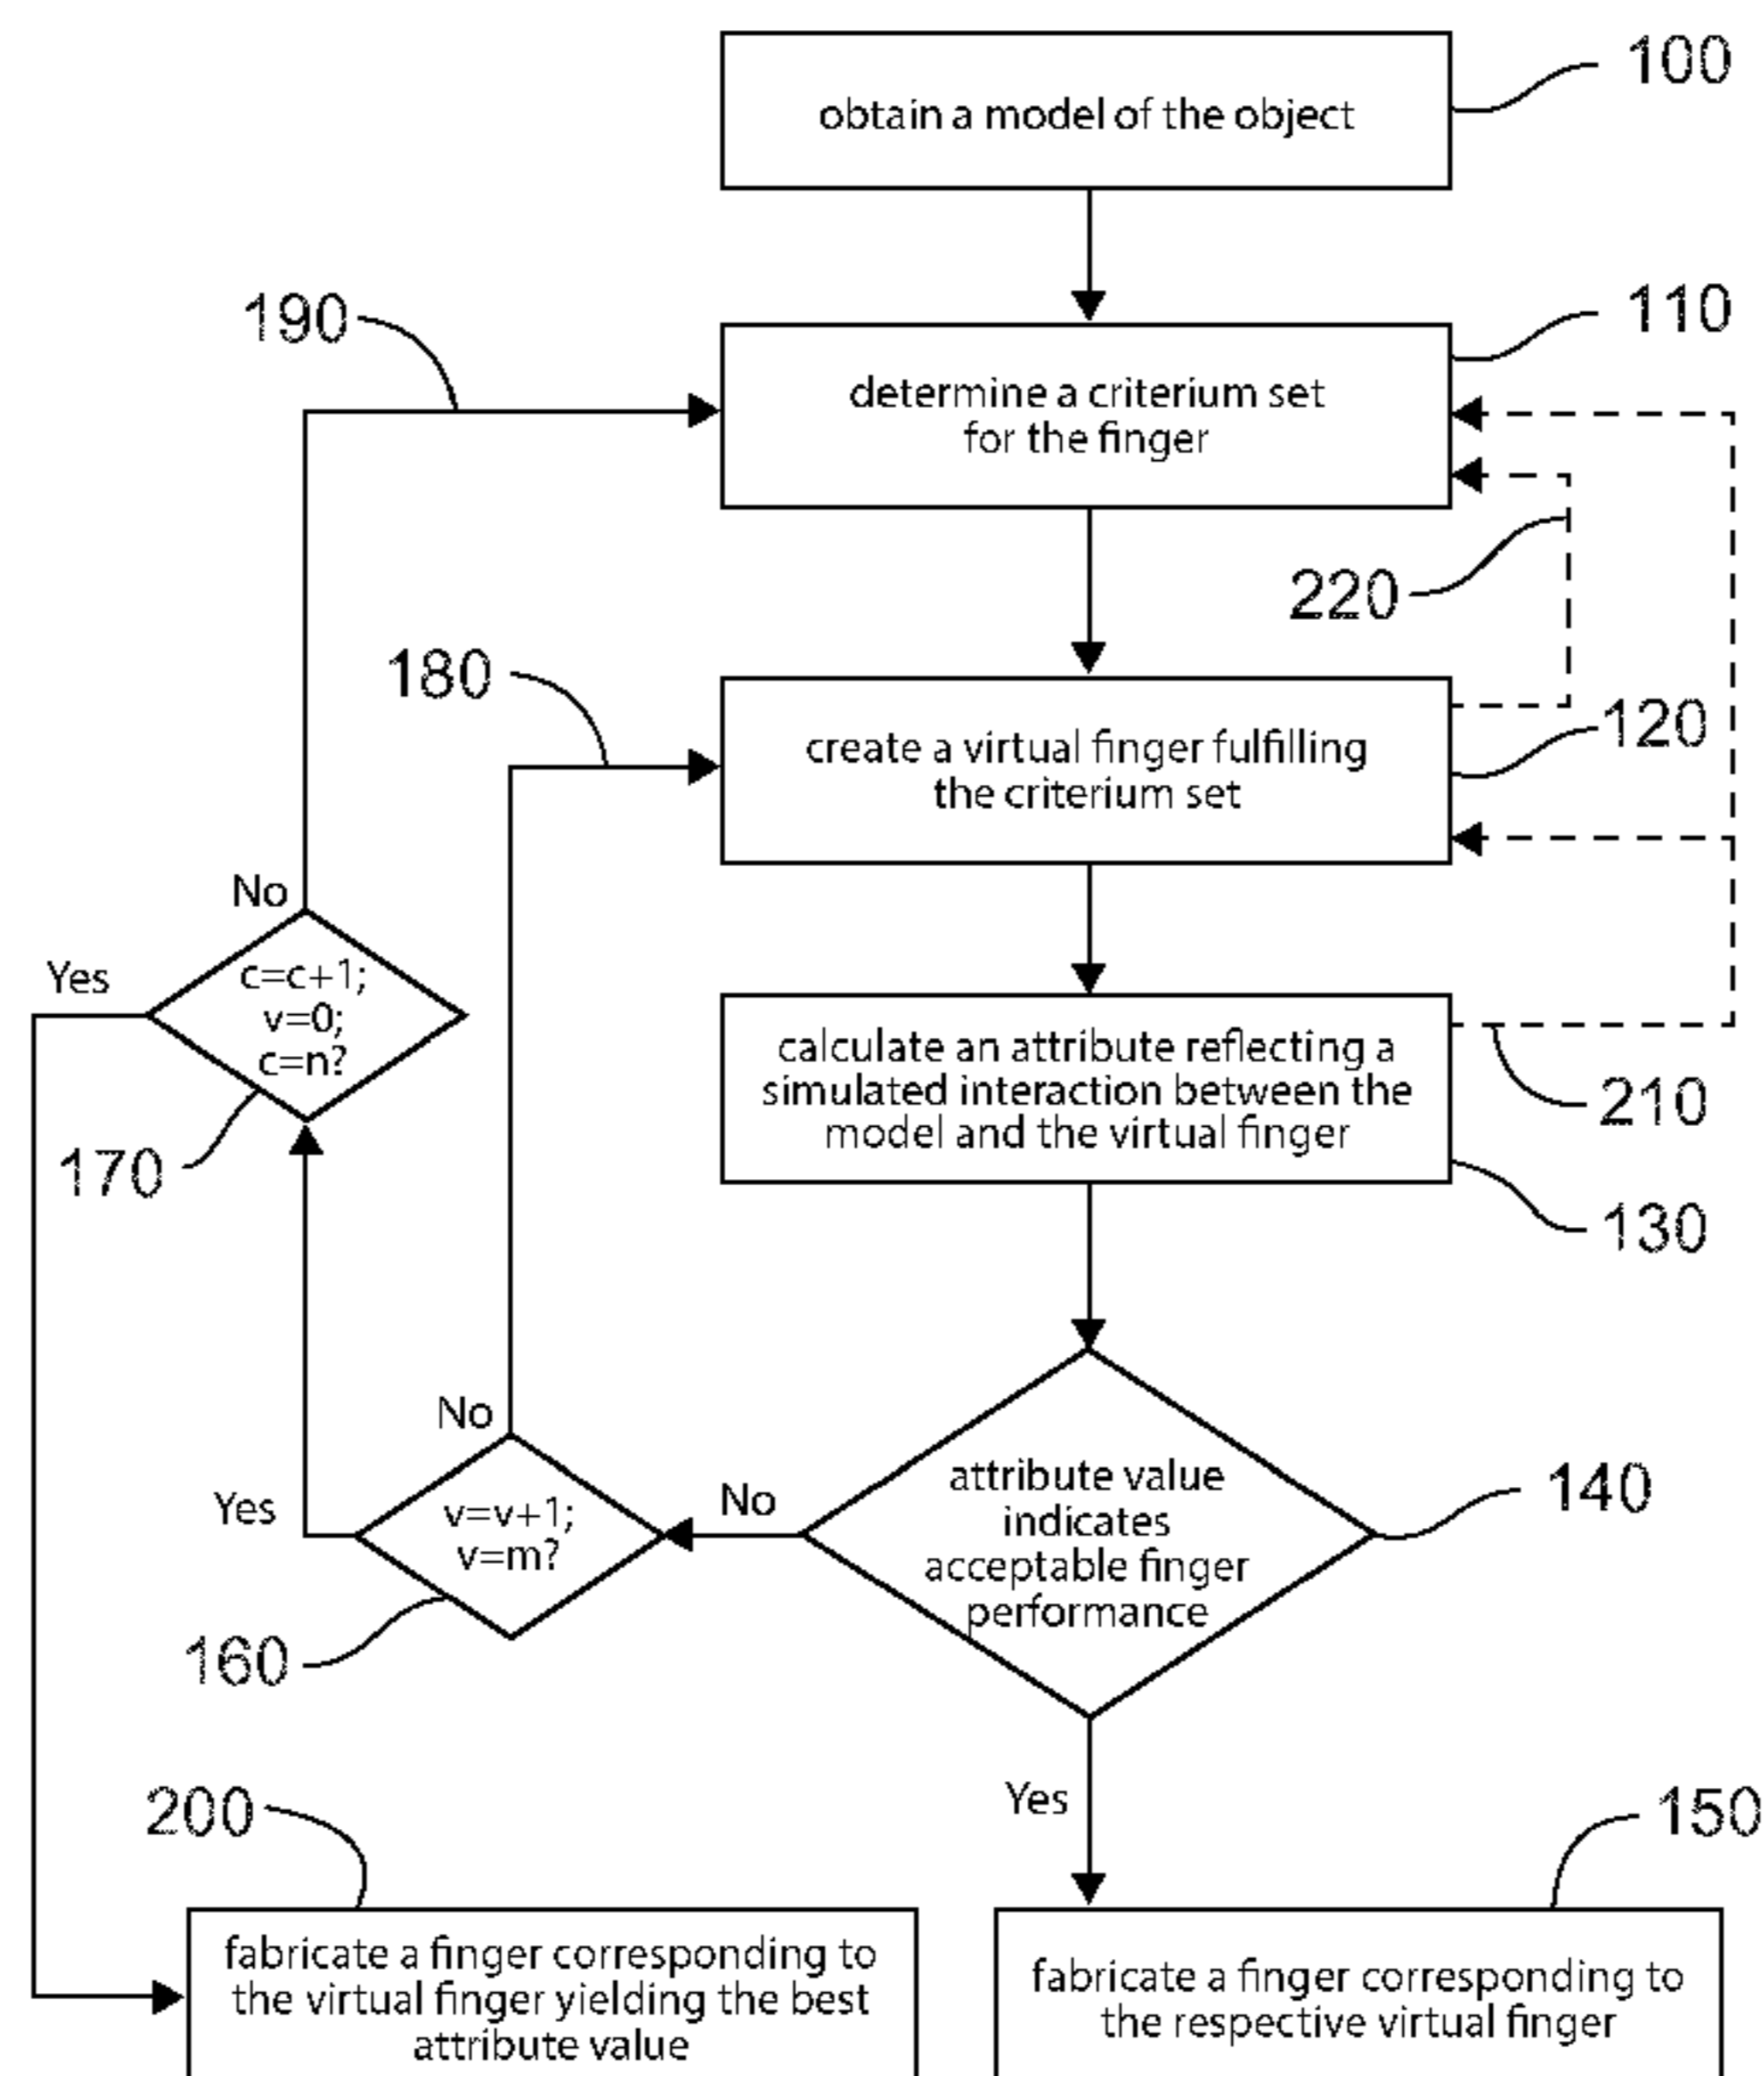 100
obtain a model of the object
190
110
determine a criterium set
for the finger
220
180
120
create a virtual finger fulfilling
the criterium set
No
Yes
c=c+1;
v=0;
c=n?
170
calculate an attribute reflecting a
simulated interaction between the
model and the virtual finger
210
130
No
Yes
v=v+1;
v=m?
160
No
attribute value
indicates
acceptable finger
performance
140
Yes
200
150
fabricate a finger corresponding to
the virtual finger yielding the best
attribute value
fabricate a finger corresponding to
the respective virtual finger